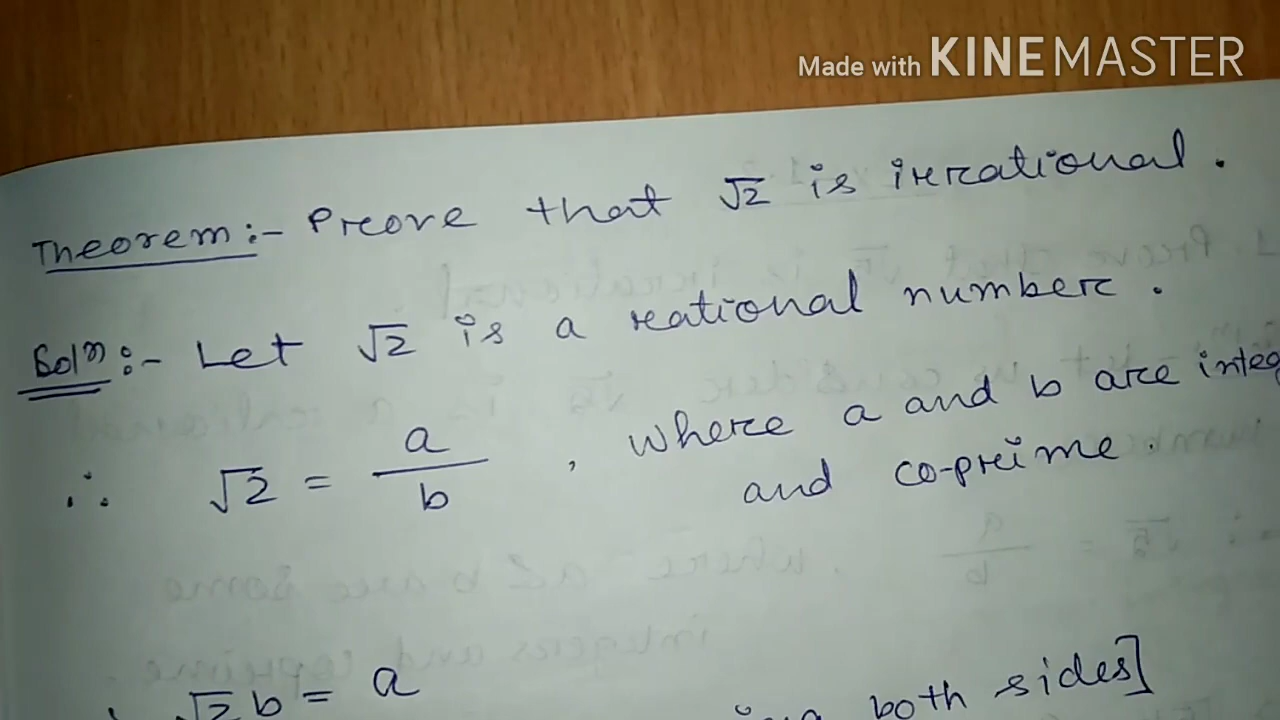 Made with KINEMASTER
Theorem:- Prove that √2 is irrational.
Solⁿ:- Let √2 is a rational number.
∴ √2 = a/b , where a and b are
and co-prime.
√2 b = a
both sides]